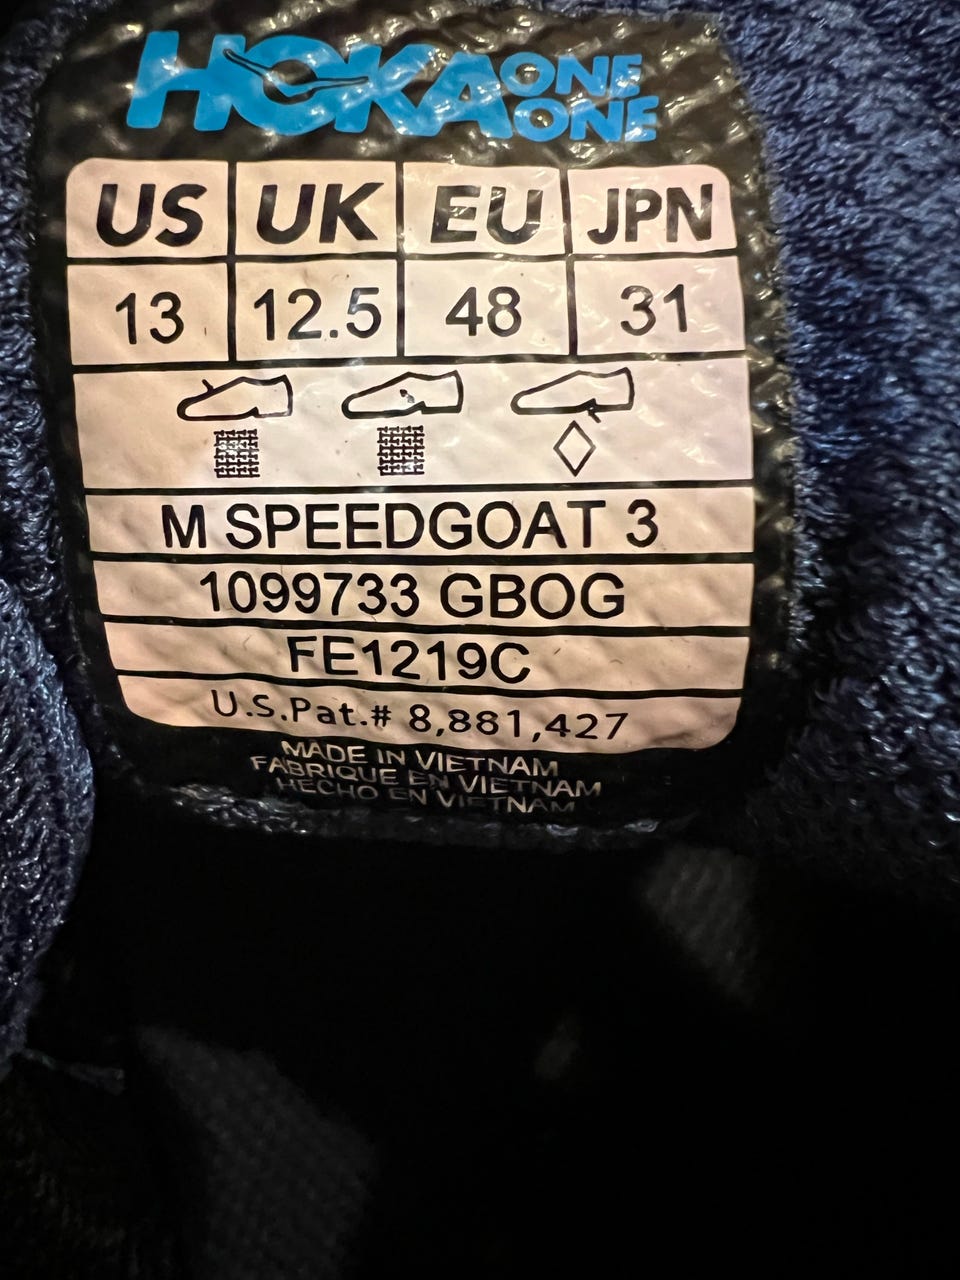 HOKA ONE ONE
US UK EU JPN
13 12.5 48 31
M SPEEDGOAT 3
1099733 GBOG
FE1219C
U.S.Pat.# 8,881,427
MADE IN VIETNAM
FABRIQUE EN VIETNAM
HECHO EN VIETNAM